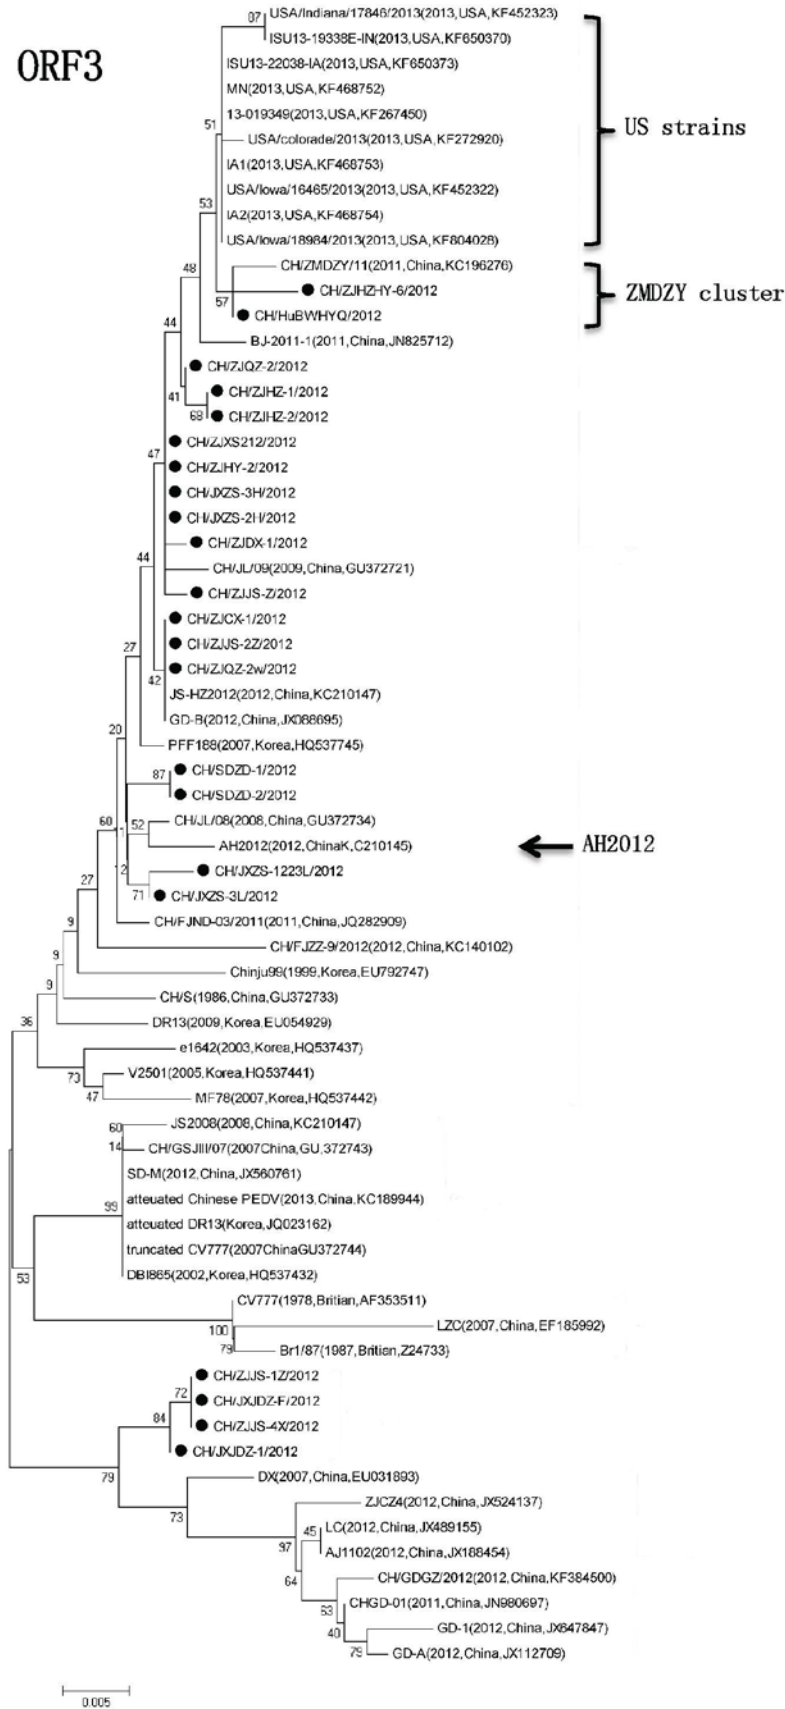 ORF3
87
USA/Indiana/17846/2013(2013,USA,KF452323)
ISU13-19338E-IN(2013,USA,KF650370)
ISU13-22038-IA(2013,USA,KF650373)
MN(2013,USA,KF468752)
13-019349(2013,USA,KF267450)
51
US strains
USA/colorade/2013(2013,USA,KF272920)
IA1(2013,USA,KF468753)
USA/Iowa/16465/2013(2013,USA,KF452322)
53
IA2(2013,USA,KF468754)
USA/Iowa/18984/2013(2013,USA,KF804028)
48
CH/ZMDZY/11(2011,China,KC196276)
CH/ZJHZHY-6/2012
ZMDZY cluster
57
CH/HuBWHYQ/2012
44
BJ-2011-1(2011,China,JN825712)
CH/ZJQZ-2/2012
41
CH/ZJHZ-1/2012
68
CH/ZJHZ-2/2012
CH/ZJXS212/2012
47
CH/ZJHY-2/2012
CH/JXZS-3H/2012
CH/JXZS-2H/2012
CH/ZJDX-1/2012
44
CH/JL/09(2009,China,GU372721)
CH/ZJJS-Z/2012
CH/ZJCX-1/2012
27
CH/ZJJS-2Z/2012
CH/ZJQZ-2w/2012
42
JS-HZ2012(2012,China,KC210147)
GD-B(2012,China,JX088695)
20
PFF188(2007,Korea,HQ537745)
87
CH/SDZD-1/2012
CH/SDZD-2/2012
60
52
CH/JL/08(2008,China,GU372734)
AH2012(2012,ChinaK,C210145)
AH2012
12
CH/JXZS-1223L/2012
27
71
CH/JXZS-3L/2012
9
CH/FJND-03/2011(2011,China,JQ282909)
CH/FJZZ-9/2012(2012,China,KC140102)
9
Chinju99(1999,Korea,EU792747)
9
CH/S(1986,China,GU372733)
36
DR13(2009,Korea,EU054929)
e1642(2003,Korea,HQ537437)
73
V2501(2005,Korea,HQ537441)
47
MF78(2007,Korea,HQ537442)
60
JS2008(2008,China,KC210147)
14
CH/GSJIII/07(2007China,GU,372743)
SD-M(2012,China,JX560761)
99
atteuated Chinese PEDV(2013,China,KC189944)
atteuated DR13(Korea,JQ023162)
truncated CV777(2007ChinaGU372744)
53
DBI865(2002,Korea,HQ537432)
CV777(1978,Britian,AF353511)
100
LZC(2007,China,EF185992)
79
Br1/87(1987,Britian,Z24733)
CH/ZJJS-1Z/2012
72
CH/JXJDZ-F/2012
84
CH/ZJJS-4X/2012
CH/JXJDZ-1/2012
79
DX(2007,China,EU031893)
73
ZJCZ4(2012,China,JX524137)
45
LC(2012,China,JX489155)
97
AJ1102(2012,China,JX188454)
64
CH/GDGZ/2012(2012,China,KF384500)
63
CHGD-01(2011,China,JN980697)
40
GD-1(2012,China,JX647847)
79
GD-A(2012,China,JX112709)
0.005